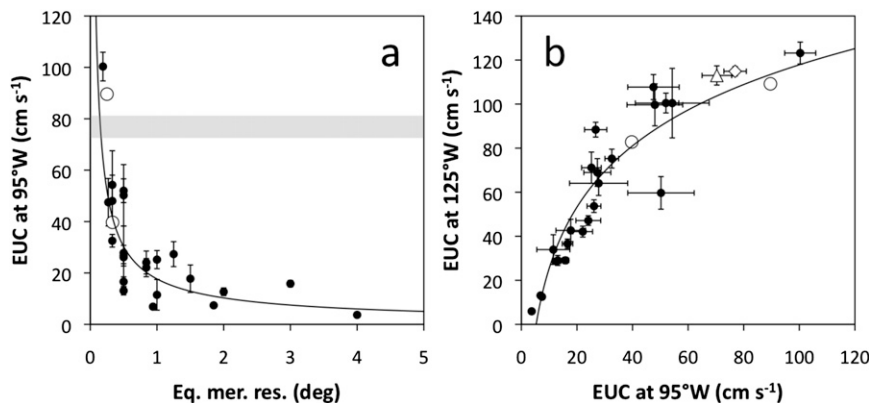 a
EUC at 95°W (cm s⁻¹)
120
100
80
60
40
20
0
0 1 2 3 4 5
Eq. mer. res. (deg)
b
EUC at 125°W (cm s⁻¹)
140
120
100
80
60
40
20
0
0 20 40 60 80 100 120
EUC at 95°W (cm s⁻¹)